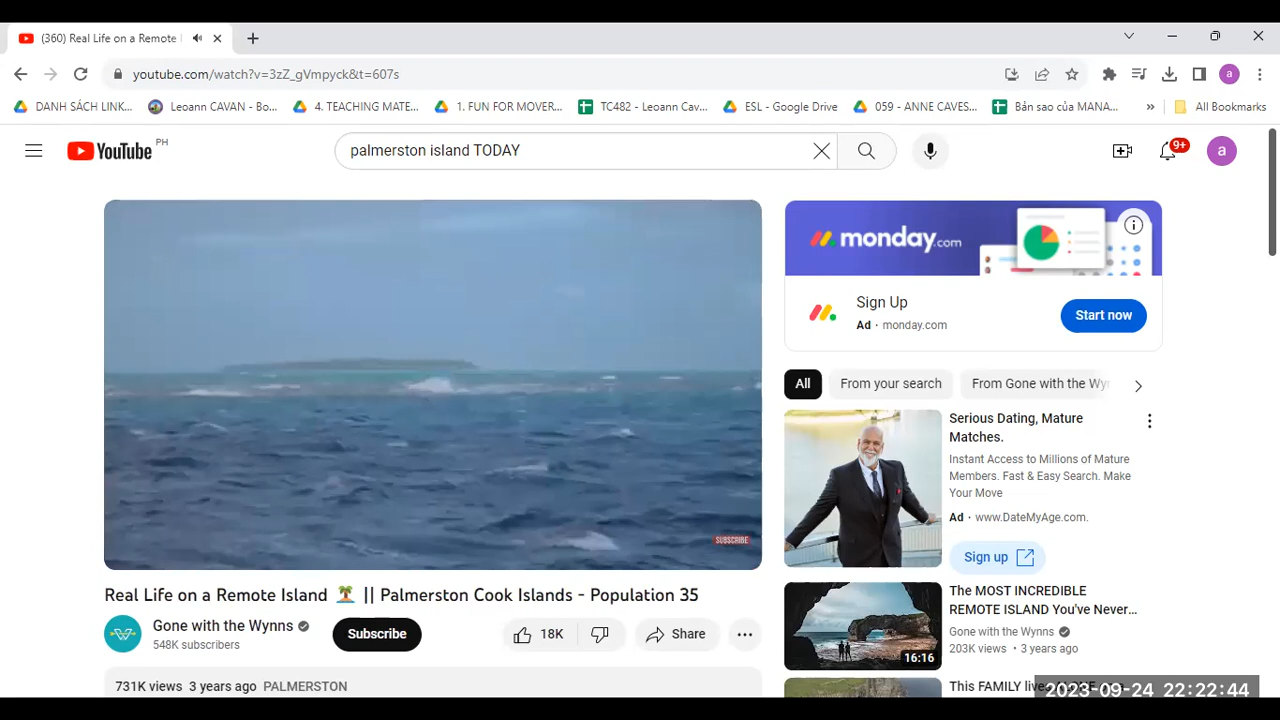 (360) Real Life on a Remote
youtube.com/watch?v=3zZ_gVmpyck&t=607s
a
DANH SÁCH LINK...
Leoann CAVAN - Bo...
4. TEACHING MATE...
1. FUN FOR MOVER...
TC482 - Leoann Cav...
ESL - Google Drive
059 - ANNE CAVES...
Bản sao của MANA...
»
All Bookmarks
YouTube PH
palmerston island TODAY
9+
a
SUBSCRIBE
monday.com
Sign Up
Ad · monday.com
Start now
All
From your search
From Gone with the Wyn
Serious Dating, Mature
Matches.
Instant Access to Millions of Mature
Members. Fast & Easy Search. Make
Your Move
Ad · www.DateMyAge.com.
Sign up
The MOST INCREDIBLE
REMOTE ISLAND You've Never...
Gone with the Wynns
203K views · 3 years ago
16:16
This FAMILY
Real Life on a Remote Island 🏝️ || Palmerston Cook Islands - Population 35
Gone with the Wynns
548K subscribers
Subscribe
18K
Share
731K views 3 years ago PALMERSTON
2023-09-24 22:22:44